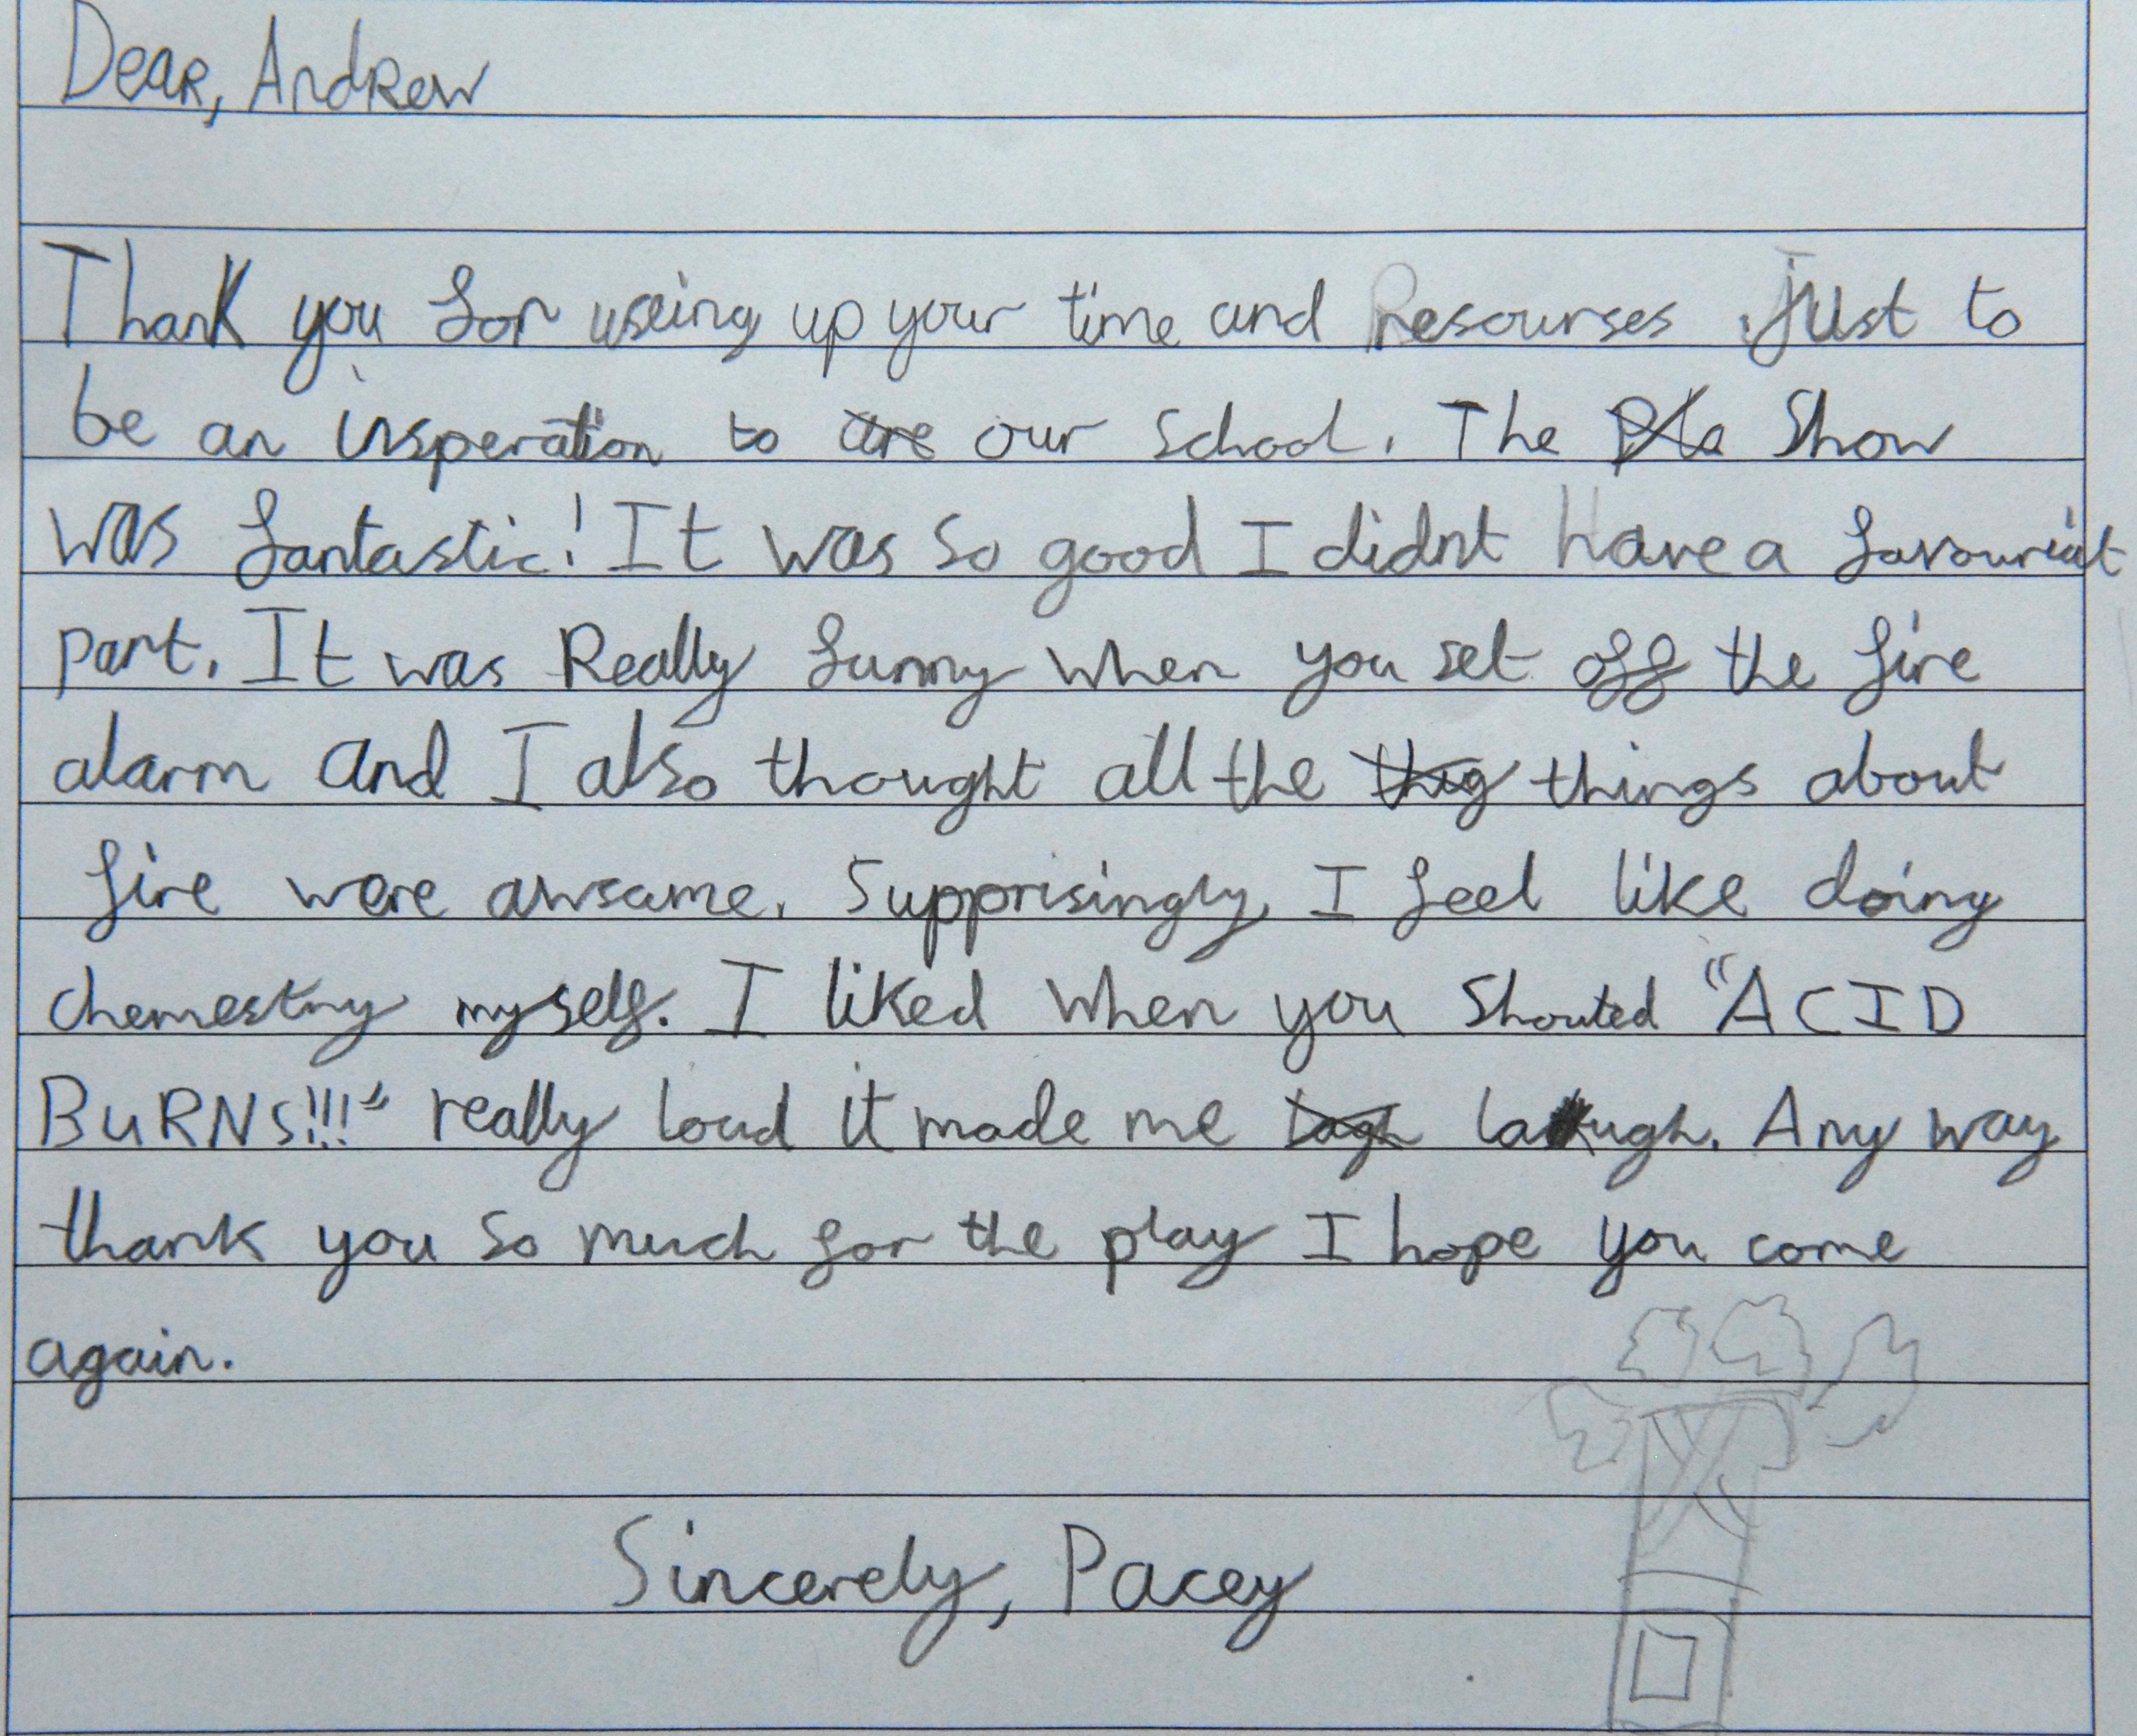 Dear, Andrew
Thank you for useing up your time and Resourses just to
be an insperation to are our School. The Pla Show
was fantastic! It was so good I didn't have a favouriat
part. It was Really funny when you set off the fire
alarm and I also thought all the thig things about
fire were awsame. Supprisingly, I feel like doing
chemestry myself. I liked when you Shouted "ACID
BURNS!!!" really loud it made me lagh laugh. Any way
thank you so much for the play I hope you come
again.
Sincerely, Pacey